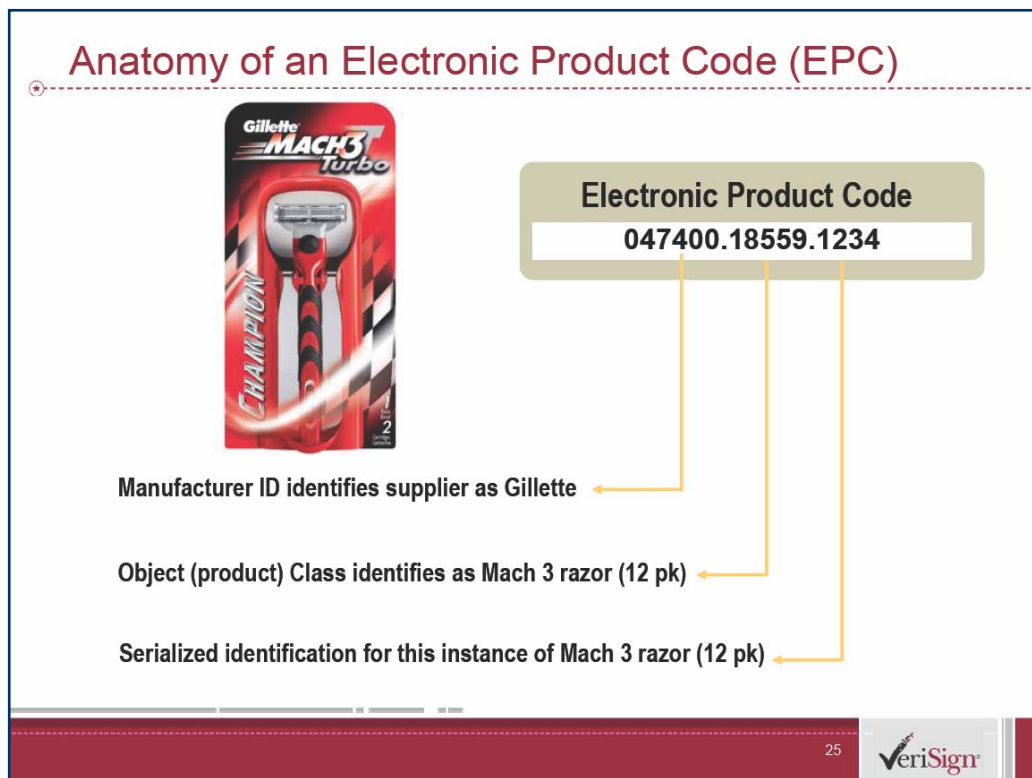 Anatomy of an Electronic Product Code (EPC)
Gillette
MACH3
Turbo
CHAMPION
1
2
Electronic Product Code
047400.18559.1234
Manufacturer ID identifies supplier as Gillette
Object (product) Class identifies as Mach 3 razor (12 pk)
Serialized identification for this instance of Mach 3 razor (12 pk)
25
VeriSign